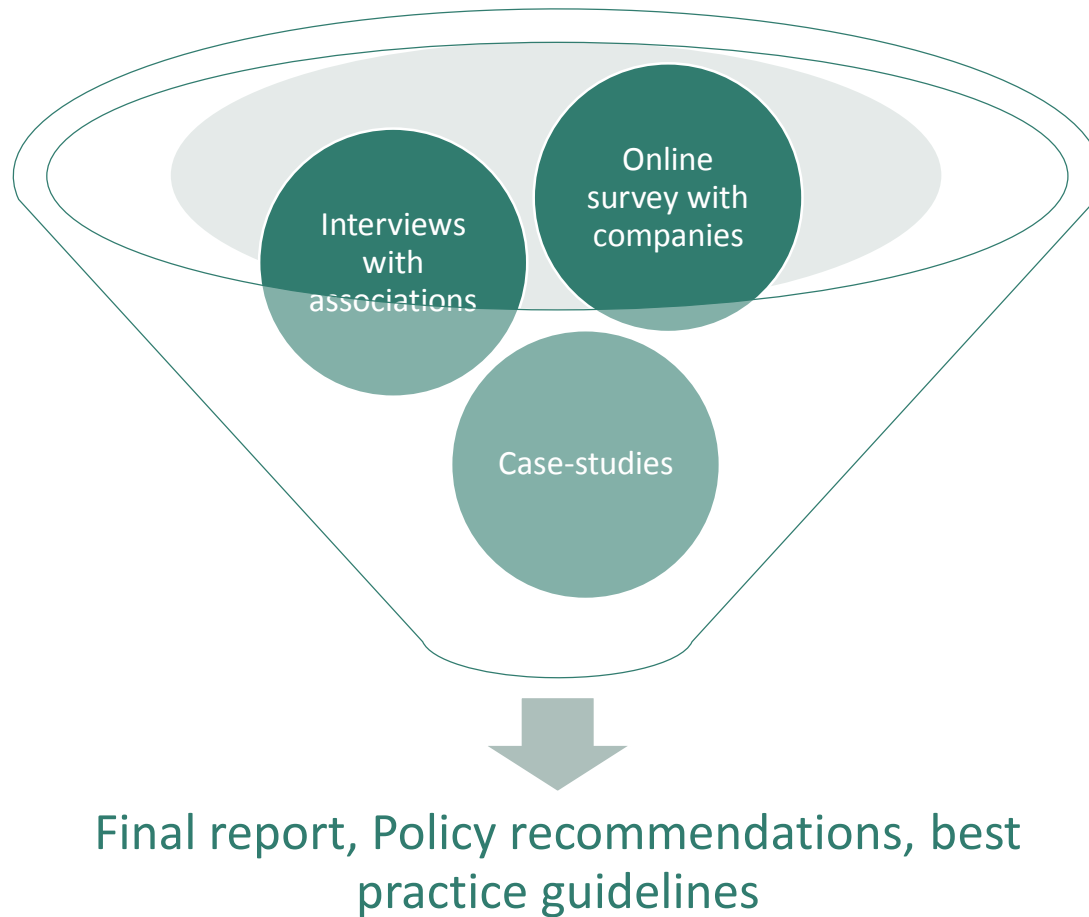 Online
survey with
companies
Interviews
with
associations
Case-studies
Final report, Policy recommendations, best
practice guidelines